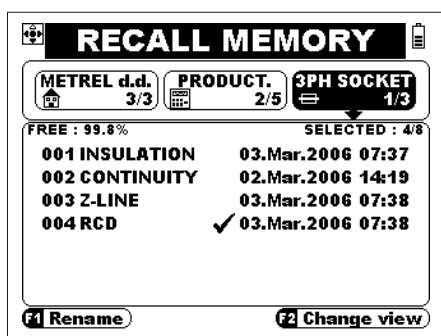 RECALL MEMORY
METREL d.d. PRODUCT. 3PH SOCKET
3/3 2/5 1/3
FREE : 99.8% SELECTED : 4/8
001 INSULATION 03.Mar.2006 07:37
002 CONTINUITY 02.Mar.2006 14:19
003 Z-LINE 03.Mar.2006 07:38
004 RCD ✓ 03.Mar.2006 07:38
F1 Rename F2 Change view